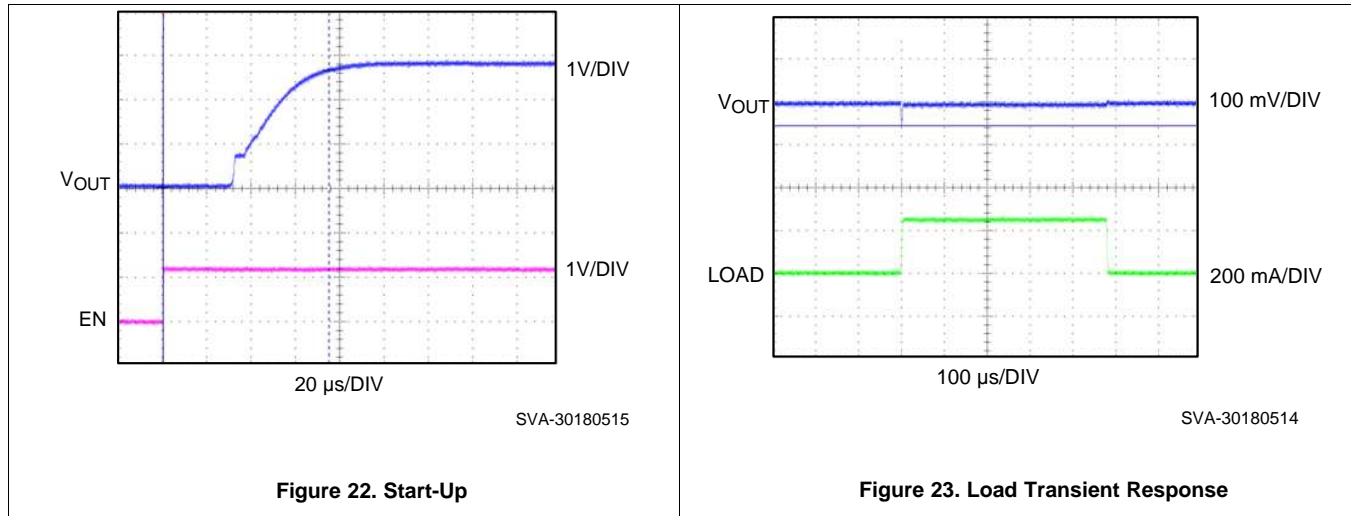 1V/DIV
VOUT
1V/DIV
EN
20 µs/DIV
SVA-30180515
Figure 22. Start-Up
VOUT
100 mV/DIV
LOAD
200 mA/DIV
100 µs/DIV
SVA-30180514
Figure 23. Load Transient Response